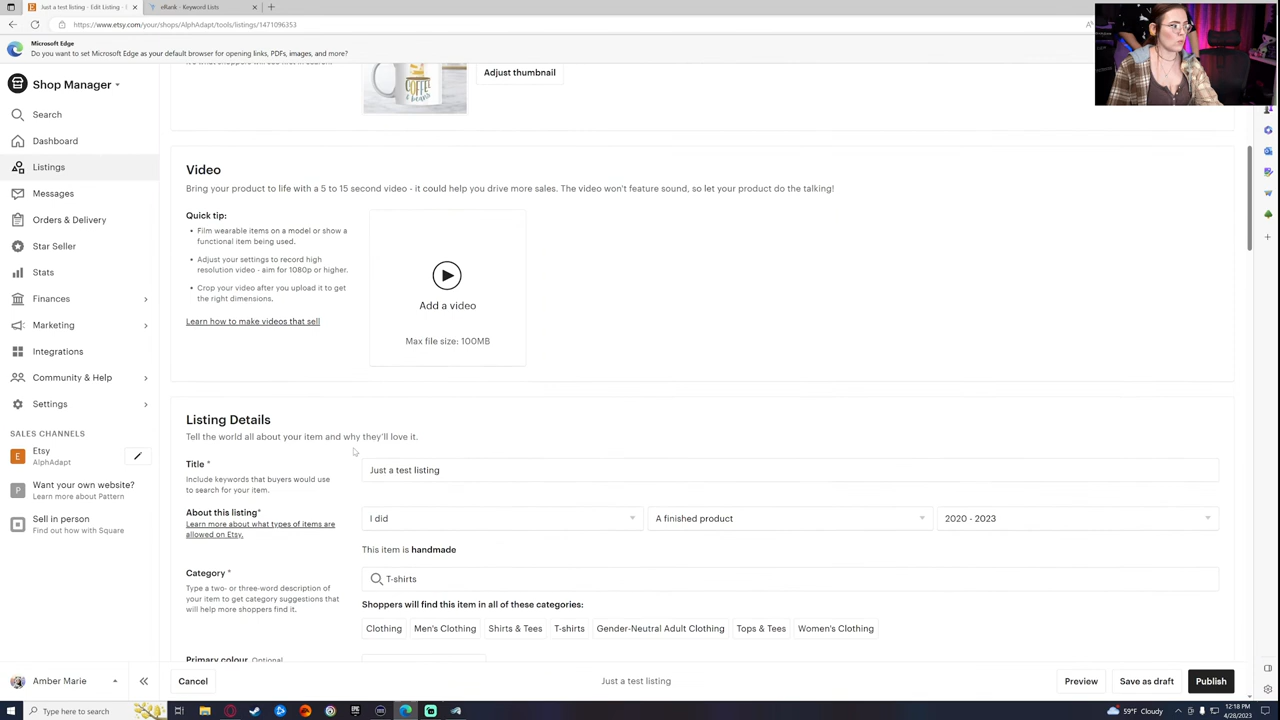 Just a test listing - Edit Listing -
eRank - Keyword Lists
https://www.etsy.com/your/shops/AlphAdapt/tools/listings/1471096353
Microsoft Edge
Do you want to set Microsoft Edge as your default browser for opening links, PDFs, images, and more?
Shop Manager
Search
Dashboard
Listings
Messages
Orders & Delivery
Star Seller
Stats
Finances
Marketing
Integrations
Community & Help
Settings
SALES CHANNELS
Etsy
AlphAdapt
Want your own website?
Learn more about Pattern
Sell in person
Find out how with Square
Amber Marie
COFFEE
Adjust thumbnail
Video
Bring your product to life with a 5 to 15 second video - it could help you drive more sales. The video won't feature sound, so let your product do the talking!
Quick tip:
• Film wearable items on a model or show a
functional item being used.
• Adjust your settings to record high
resolution video - aim for 1080p or higher.
• Crop your video after you upload it to get
the right dimensions.
Learn how to make videos that sell
Add a video
Max file size: 100MB
Listing Details
Tell the world all about your item and why they'll love it.
Title *
Include keywords that buyers would use
to search for your item.
Just a test listing
About this listing*
Learn more about what types of items are
allowed on Etsy.
I did
A finished product
2020 - 2023
This item is handmade
Category *
Type a two- or three-word description of
your item to get category suggestions that
will help more shoppers find it.
T-shirts
Shoppers will find this item in all of these categories:
Clothing Men's Clothing Shirts & Tees T-shirts Gender-Neutral Adult Clothing Tops & Tees Women's Clothing
Primary colour Optional
Cancel
Just a test listing
Preview
Save as draft
Publish
Type here to search
59°F Cloudy
12:18 PM
4/28/2023